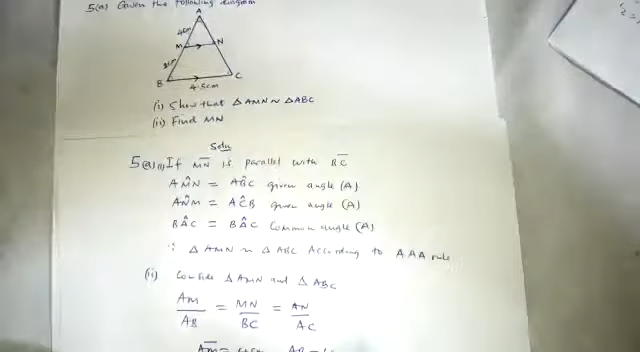 5(a) Given the following diagram
A
4cm
M
N
B
C
4.5cm
(i) Show that △AMN ~ △ABC
(ii) Find MN
Soln
5(a)(i) If MN is parallel with BC
AM̂N = AB̂C given angle (A)
AN̂M = AĈB given angle (A)
BÂC = BÂC Common angle (A)
∵ △AMN ~ △ABC According to AAA rule
(ii) Consider △AMN and △ABC
AM/AB = MN/BC = AN/AC
AM =